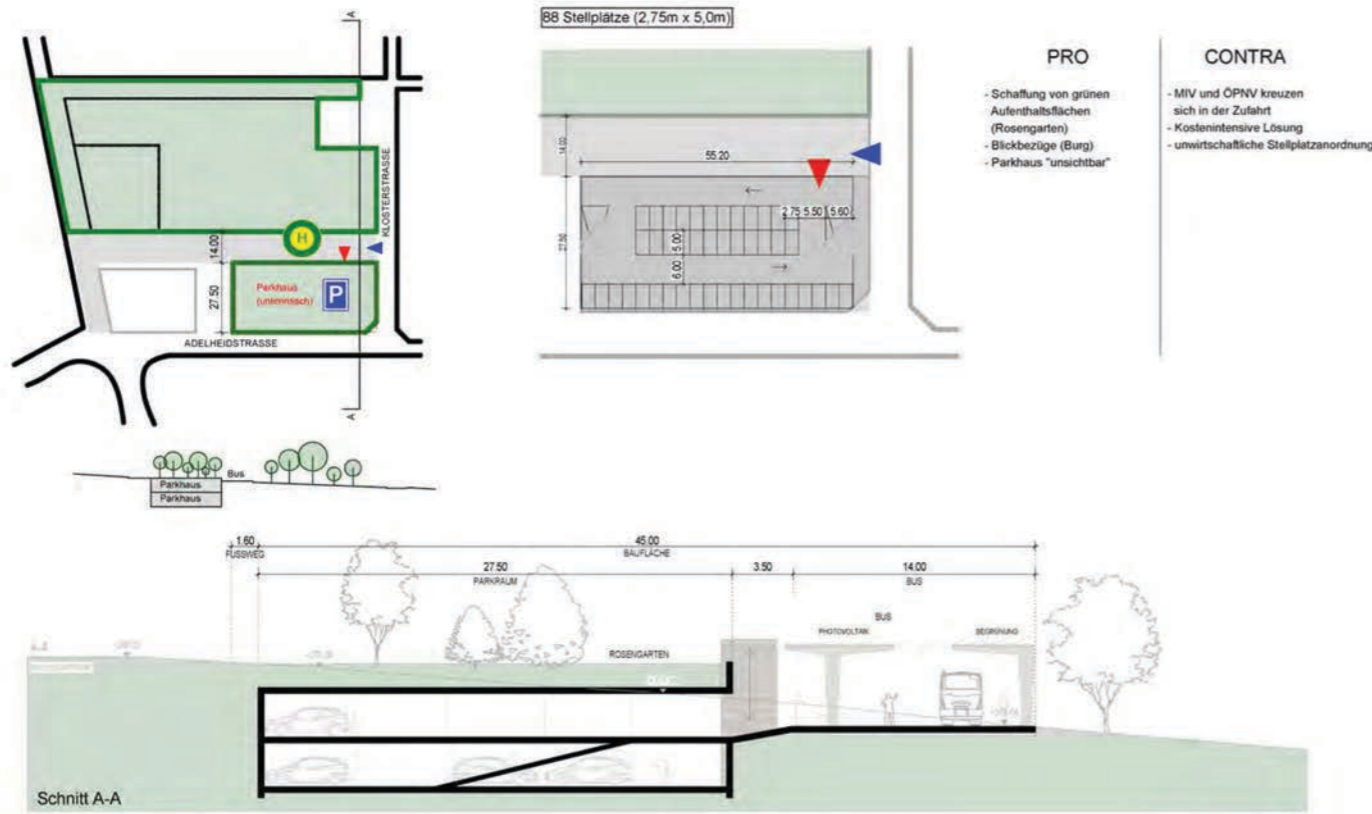 88 Stellplätze (2,75m x 5,0m)
A
KLOSTERSTRASSE
H
14.00
27.50
Parkhaus
P
ADELHEIDSTRASSE
A
14.00
55.20
27.50
2.75
5.50
5.60
5.00
6.00
PRO
- Schaffung von grünen
Aufenthaltsflächen
(Rosengarten)
- Blickbezüge (Burg)
- Parkhaus "unsichtbar"
CONTRA
- MIV und ÖPNV kreuzen
sich in der Zufahrt
- Kostenintensive Lösung
- unwirtschaftliche Stellplatzanordnung
Bus
Parkhaus
Parkhaus
1.60
FUSSWEG
45.00
BAUFLÄCHE
27.50
PARKRAUM
3.50
14.00
BUS
BUS
PHOTOVOLTAIK
BEGRÜNUNG
ROSENGARTEN
Schnitt A-A